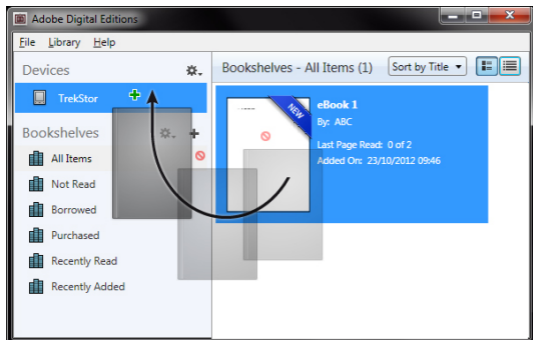 Adobe Digital Editions
File Library Help
Devices
TrekStor
Bookshelves
All Items
Not Read
Borrowed
Purchased
Recently Read
Recently Added
Bookshelves - All Items (1)
Sort by Title
NEW
eBook 1
By: ABC
Last Page Read: 0 of 2
Added On: 23/10/2012 09:46